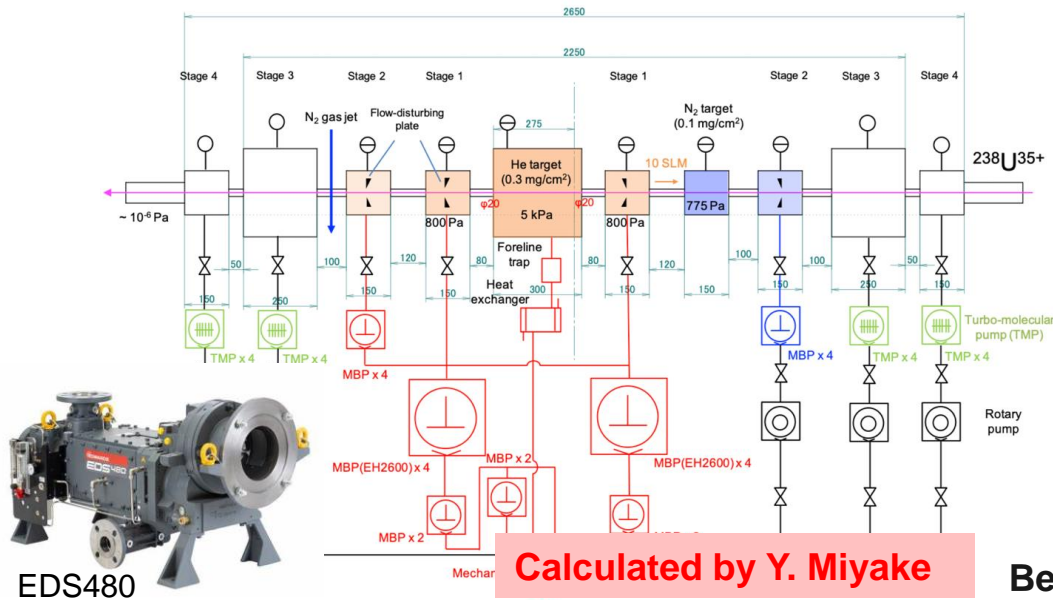 2650
2250
Stage 4
Stage 3
Stage 2
Stage 1
Stage 1
Stage 2
Stage 3
Stage 4
N₂ gas jet
Flow-disturbing
plate
275
N₂ target
(0.1 mg/cm²)
He target
(0.3 mg/cm²)
10 SLM
238U35+
~ 10⁻⁶ Pa
800 Pa
φ20
5 kPa
φ20
800 Pa
775 Pa
50
100
120
80
80
120
100
100
50
Foreline
trap
Heat
exchanger
150
250
150
150
300
150
150
150
250
150
TMP x 4
TMP x 4
MBP x 4
MBP x 4
TMP x 4
TMP x 4
Turbo-molecular
pump (TMP)
MBP(EH2600) x 4
MBP x 2
MBP(EH2600) x 4
Rotary
pump
MBP x 2
EDWARDS
EDS480
EDS480
Mechan
Calculated by Y. Miyake
Be